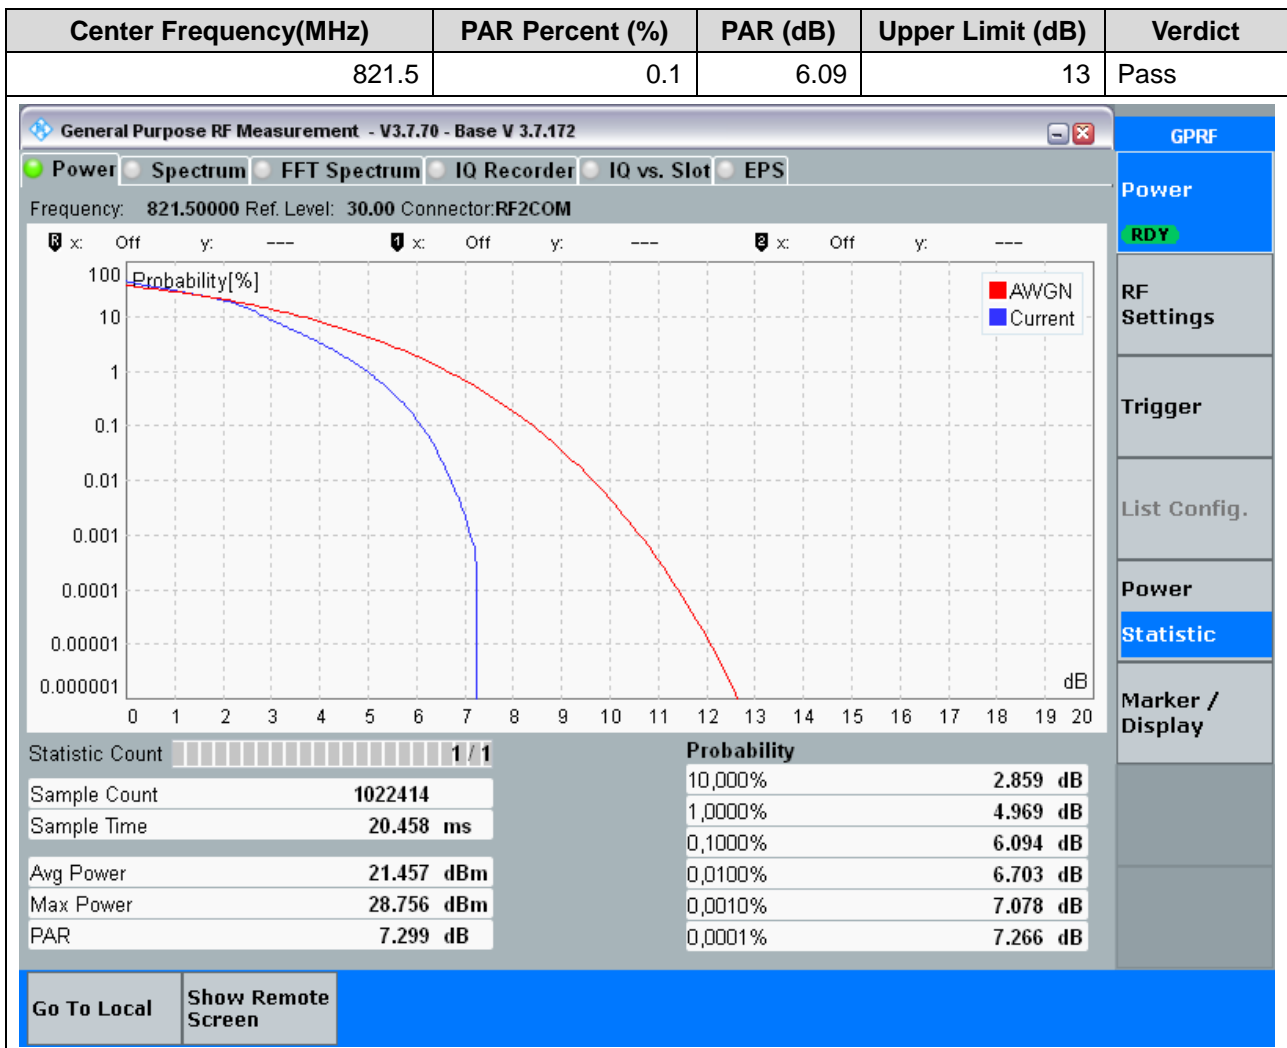 Center Frequency(MHz) PAR Percent (%) PAR (dB) Upper Limit (dB) Verdict
821.5 0.1 6.09 13 Pass
General Purpose RF Measurement - V3.7.70 - Base V 3.7.172
GPRF
Power Spectrum FFT Spectrum IQ Recorder IQ vs. Slot EPS
Frequency: 821.50000 Ref. Level: 30.00 Connector:RF2COM
R x: Off y: --- 1 x: Off y: --- 2 x: Off y: ---
Probability[%]
100
10
1
0.1
0.01
0.001
0.0001
0.00001
0.000001
AWGN
Current
dB
0 1 2 3 4 5 6 7 8 9 10 11 12 13 14 15 16 17 18 19 20
Statistic Count 1 / 1
Sample Count 1022414
Sample Time 20.458 ms
Avg Power 21.457 dBm
Max Power 28.756 dBm
PAR 7.299 dB
Probability
10,000% 2.859 dB
1,0000% 4.969 dB
0,1000% 6.094 dB
0,0100% 6.703 dB
0,0010% 7.078 dB
0,0001% 7.266 dB
Power
RDY
RF
Settings
Trigger
List Config.
Power
Statistic
Marker /
Display
Go To Local
Show Remote
Screen